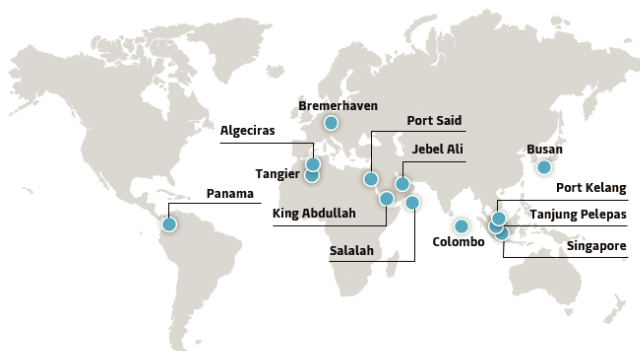 Bremerhaven
Algeciras
Port Said
Jebel Ali
Busan
Tangier
Panama
Port Kelang
King Abdullah
Tanjung Pelepas
Colombo
Singapore
Salalah